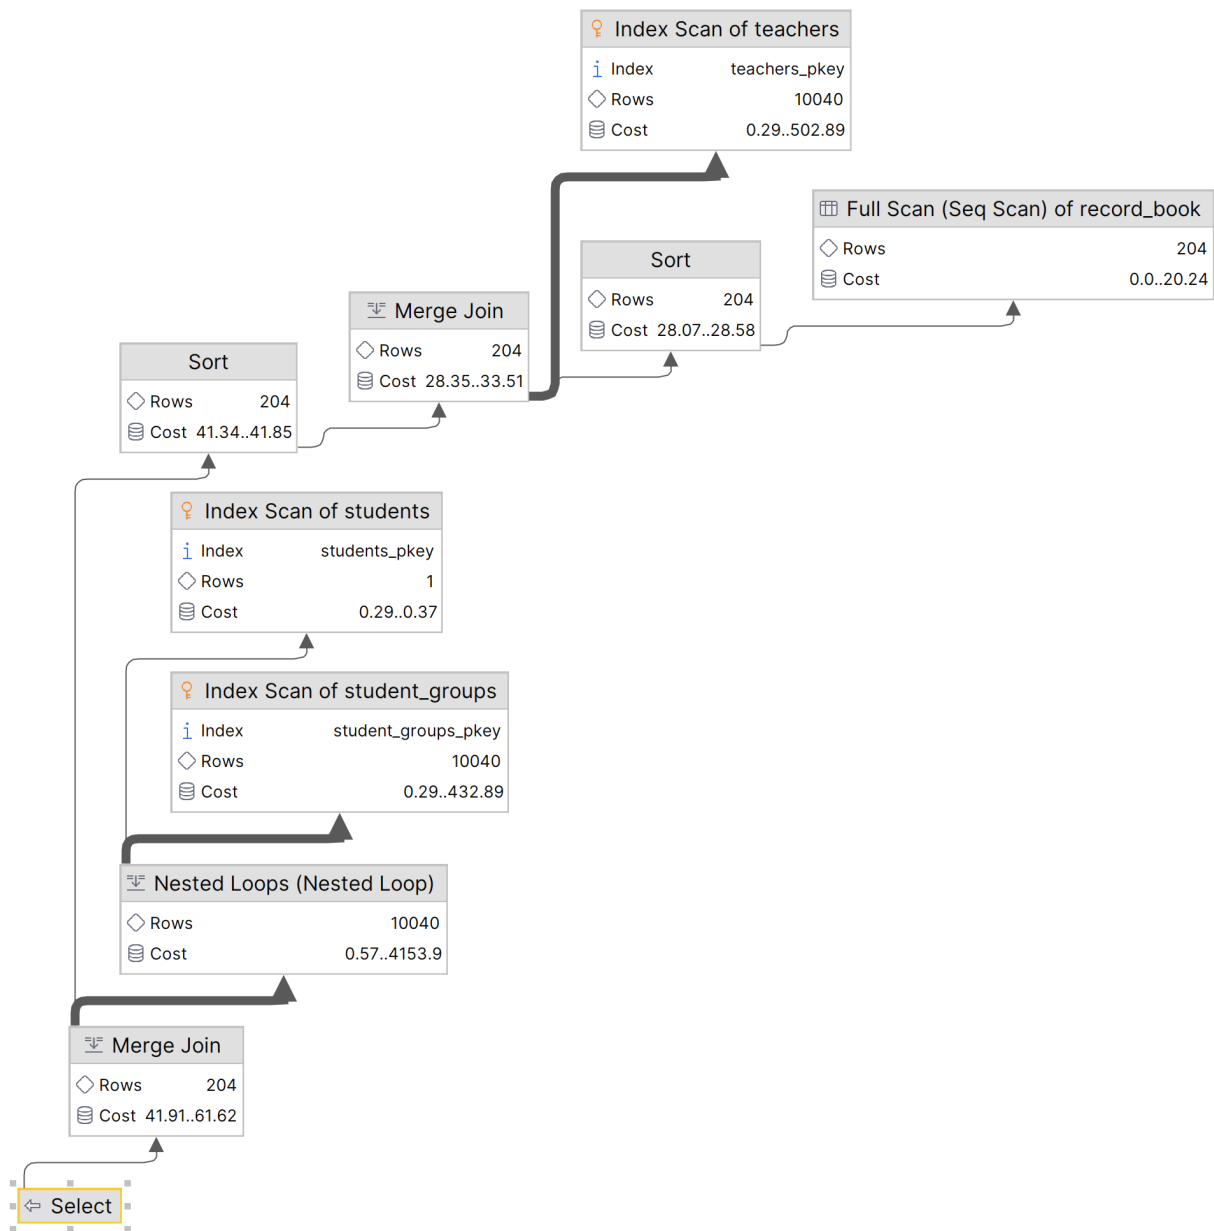 Index Scan of teachers
Index teachers_pkey
Rows 10040
Cost 0.29..502.89
Full Scan (Seq Scan) of record_book
Rows 204
Cost 0.0..20.24
Sort
Rows 204
Cost 28.07..28.58
Merge Join
Rows 204
Cost 28.35..33.51
Sort
Rows 204
Cost 41.34..41.85
Index Scan of students
Index students_pkey
Rows 1
Cost 0.29..0.37
Index Scan of student_groups
Index student_groups_pkey
Rows 10040
Cost 0.29..432.89
Nested Loops (Nested Loop)
Rows 10040
Cost 0.57..4153.9
Merge Join
Rows 204
Cost 41.91..61.62
Select